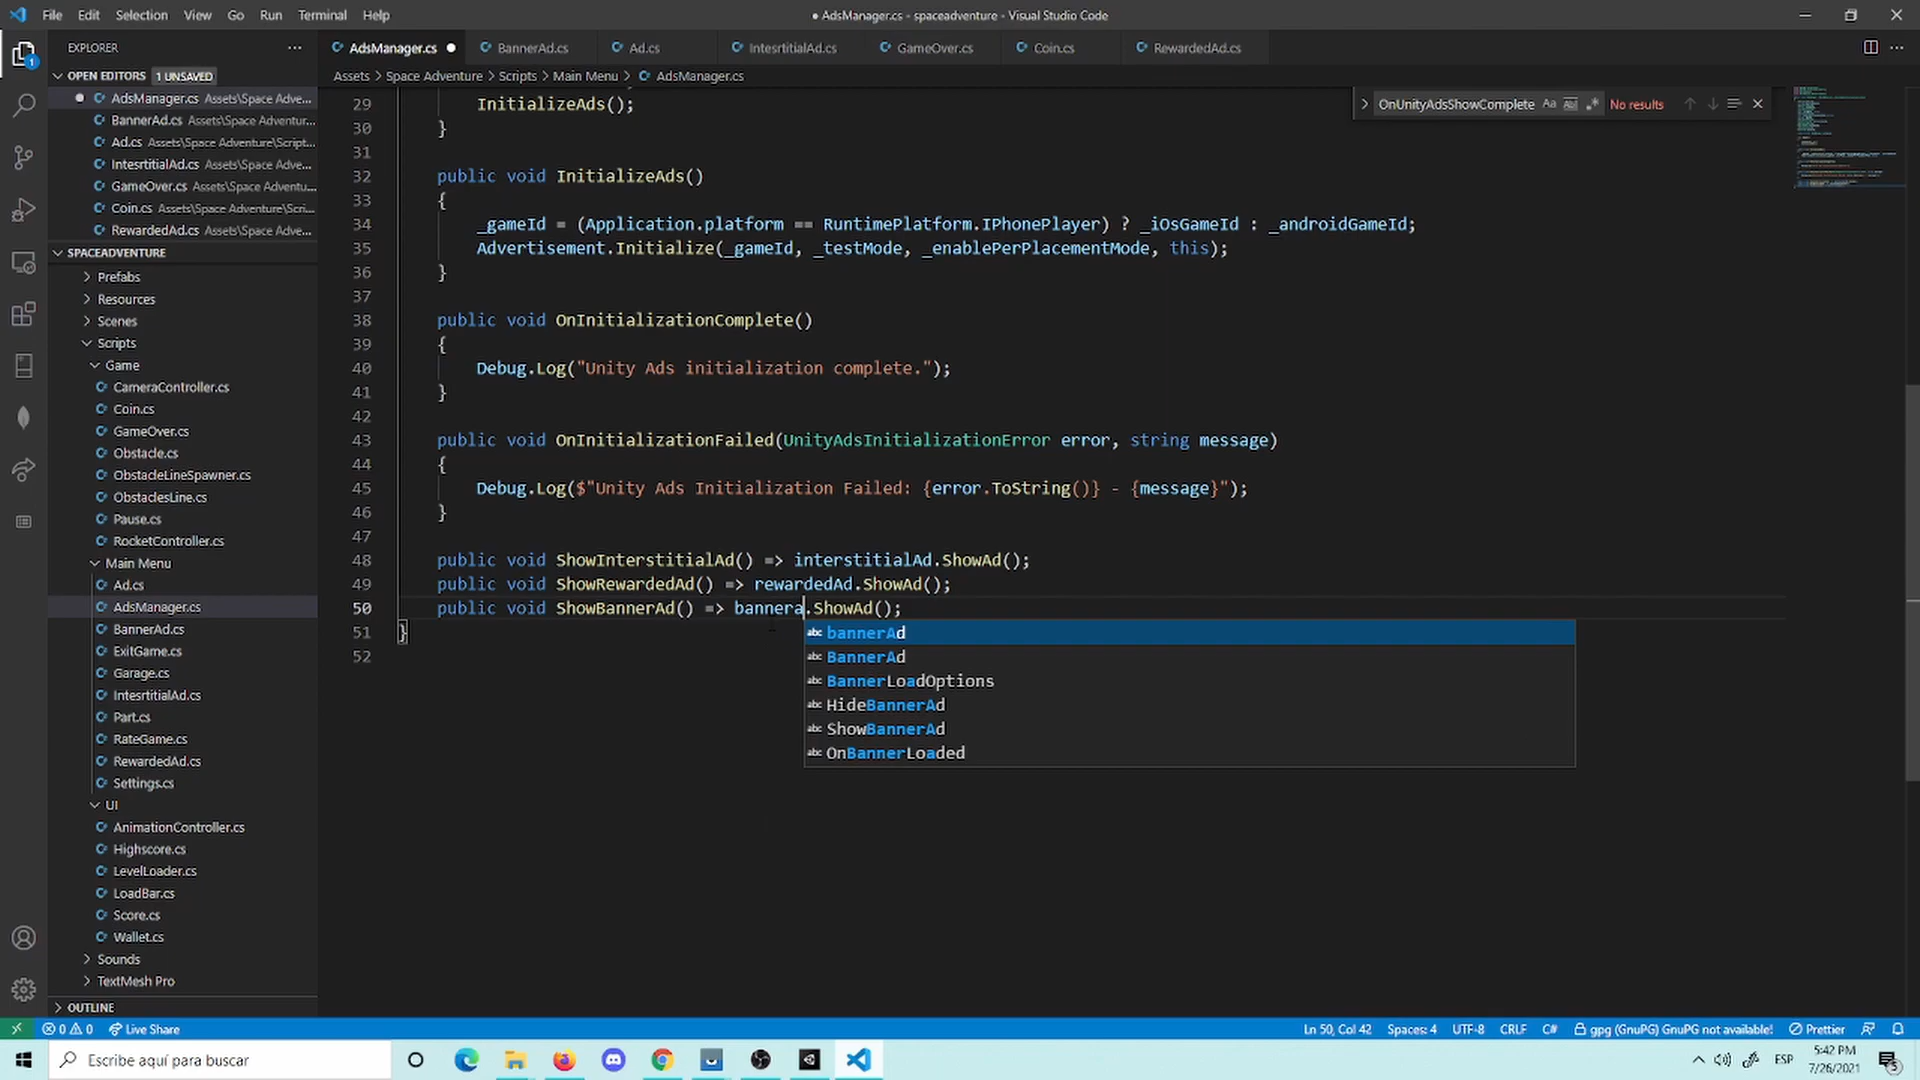 File Edit Selection View Go Run Terminal Help
● AdsManager.cs - spaceadventure - Visual Studio Code
EXPLORER
OPEN EDITORS 1 UNSAVED
AdsManager.cs Assets\Space Adve...
BannerAd.cs Assets\Space Adventur...
Ad.cs Assets\Space Adventure\Script...
IntesrtitialAd.cs Assets\Space Adve...
GameOver.cs Assets\Space Adventu...
Coin.cs Assets\Space Adventure\Scri...
RewardedAd.cs Assets\Space Adve...
SPACEADVENTURE
Prefabs
Resources
Scenes
Scripts
Game
CameraController.cs
Coin.cs
GameOver.cs
Obstacle.cs
ObstacleLineSpawner.cs
ObstaclesLine.cs
Pause.cs
RocketController.cs
Main Menu
Ad.cs
AdsManager.cs
BannerAd.cs
ExitGame.cs
Garage.cs
IntesrtitialAd.cs
Part.cs
RateGame.cs
RewardedAd.cs
Settings.cs
UI
AnimationController.cs
Highscore.cs
LevelLoader.cs
LoadBar.cs
Score.cs
Wallet.cs
Sounds
TextMesh Pro
OUTLINE
AdsManager.cs BannerAd.cs Ad.cs IntesrtitialAd.cs GameOver.cs Coin.cs RewardedAd.cs
Assets > Space Adventure > Scripts > Main Menu > AdsManager.cs
OnUnityAdsShowComplete Aa Abl .* No results
29 InitializeAds();
30 }
31
32 public void InitializeAds()
33 {
34 _gameId = (Application.platform == RuntimePlatform.IPhonePlayer) ? _iOsGameId : _androidGameId;
35 Advertisement.Initialize(_gameId, _testMode, _enablePerPlacementMode, this);
36 }
37
38 public void OnInitializationComplete()
39 {
40 Debug.Log("Unity Ads initialization complete.");
41 }
42
43 public void OnInitializationFailed(UnityAdsInitializationError error, string message)
44 {
45 Debug.Log($"Unity Ads Initialization Failed: {error.ToString()} - {message}");
46 }
47
48 public void ShowInterstitialAd() => interstitialAd.ShowAd();
49 public void ShowRewardedAd() => rewardedAd.ShowAd();
50 public void ShowBannerAd() => bannera.ShowAd();
51 }
52
abc bannerAd
abc BannerAd
abc BannerLoadOptions
abc HideBannerAd
abc ShowBannerAd
abc OnBannerLoaded
0 0 Live Share Ln 50, Col 42 Spaces: 4 UTF-8 CRLF C# gpg (GnuPG) GnuPG not available! Prettier
Escribe aquí para buscar
ESP
5:42 PM
7/26/2021